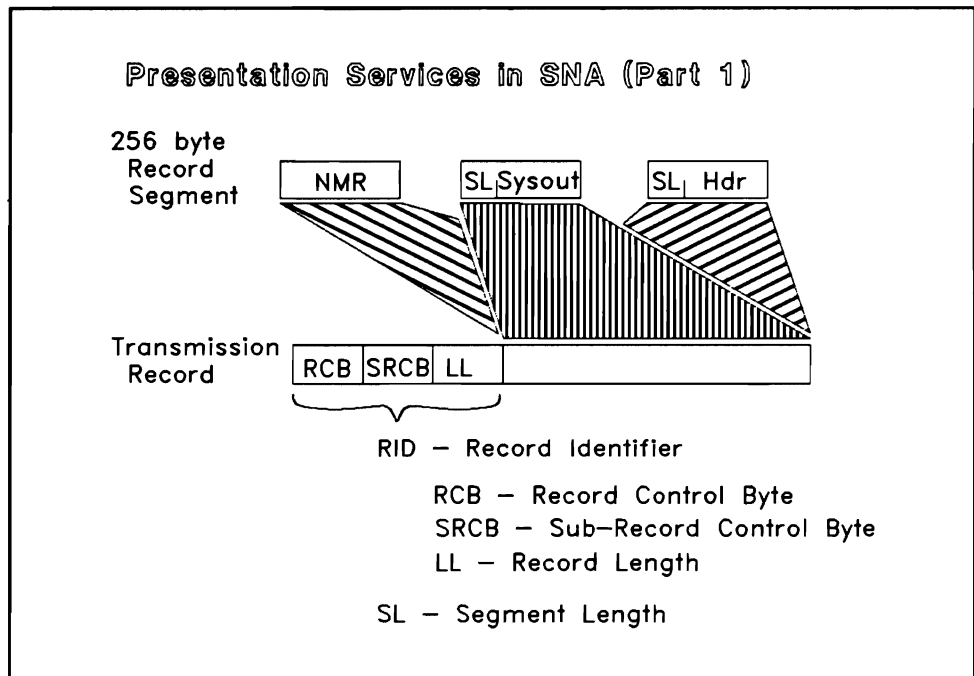 Presentation Services in SNA (Part 1)
256 byte
Record
Segment
NMR
SL Sysout
SL Hdr
Transmission
Record
RCB SRCB LL
RID – Record Identifier
RCB – Record Control Byte
SRCB – Sub-Record Control Byte
LL – Record Length
SL – Segment Length